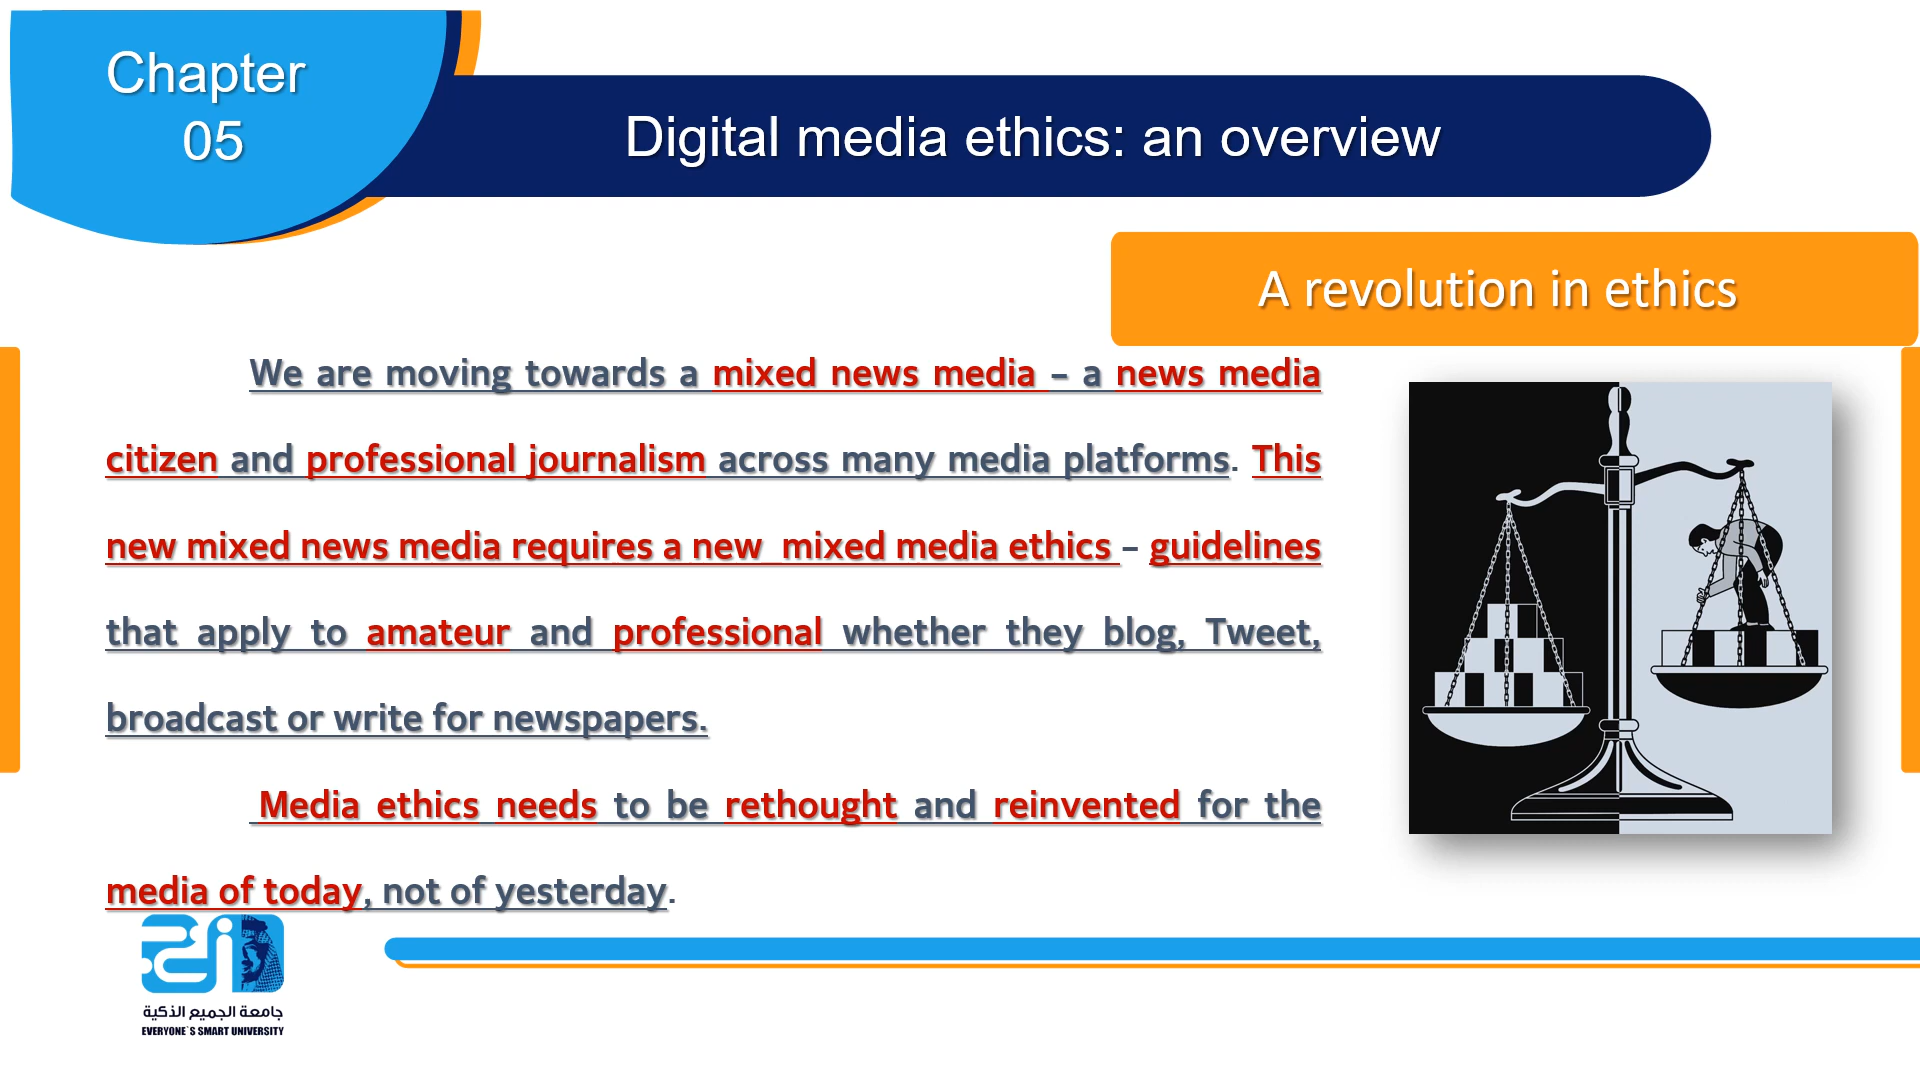 Chapter
05
Digital media ethics: an overview
A revolution in ethics
We are moving towards a mixed news media – a news media
citizen and professional journalism across many media platforms. This
new mixed news media requires a new  mixed media ethics – guidelines
that apply to amateur and professional whether they blog, Tweet,
broadcast or write for newspapers.
Media ethics needs to be rethought and reinvented for the
media of today, not of yesterday.
جامعة الجميع الذكية
EVERYONE`S SMART UNIVERSITY